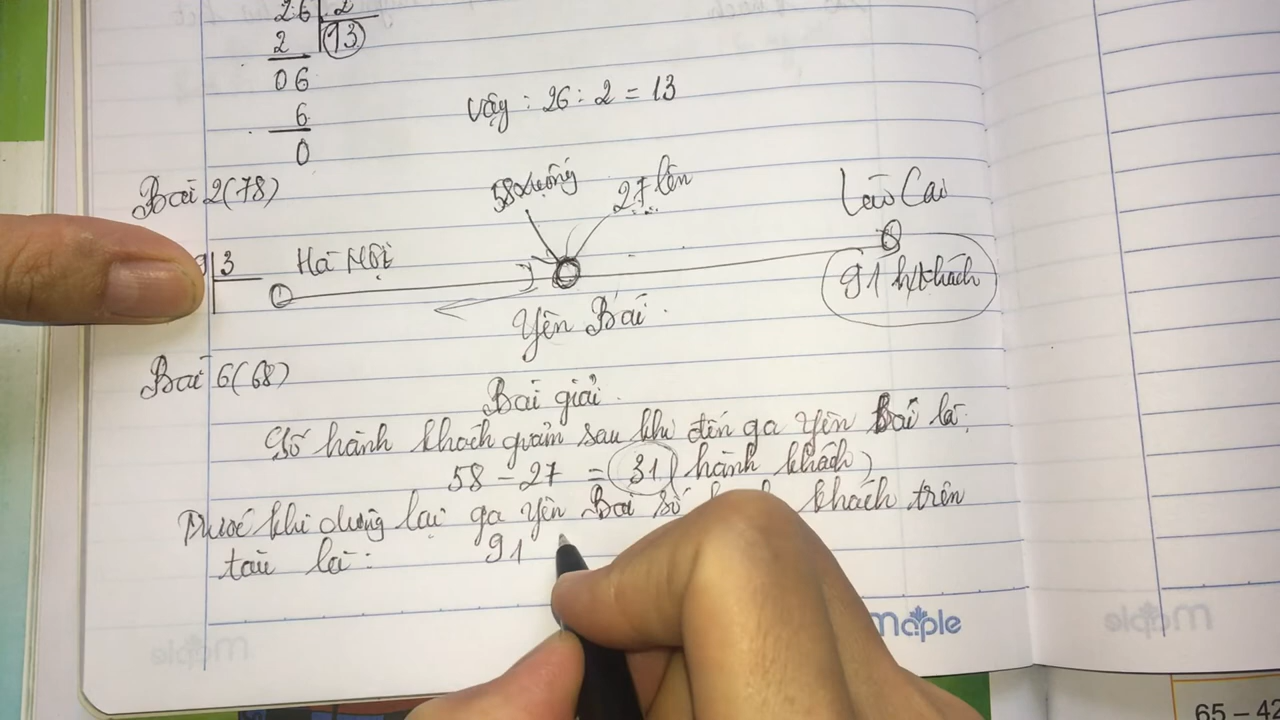 26 2
2 13
06
6
0
Vậy : 26 : 2 = 13
Bài 2(78)
58 xuống
27 lên
Lào Cai
3
Hà Nội
91 h/khách
Yên Bái
Bài 6(68)
Bài giải
Số hành khách giảm sau khi đến ga Yên Bái là:
58 - 27 = 31 hành khách)
Trước khi dừng lại ga Yên Bái số khách trên
tàu là: 91
maple
maple
maple
65 - 42